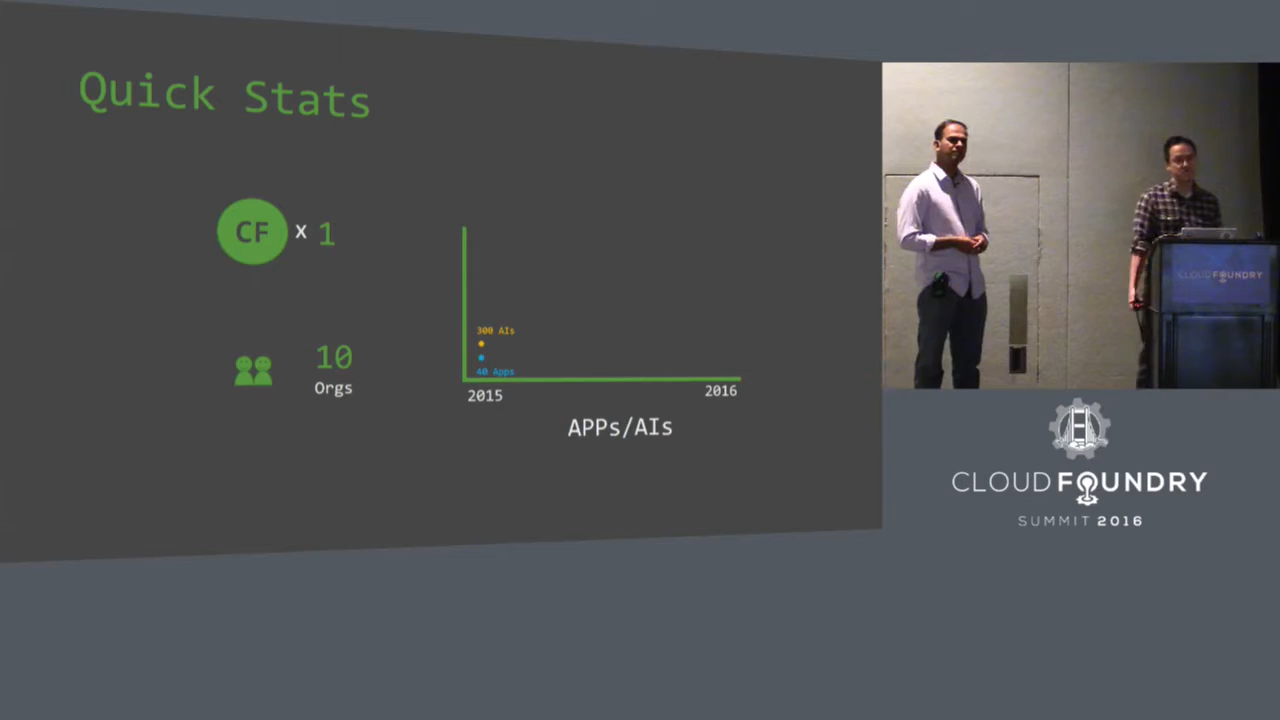 Quick Stats
CF x 1
10
Orgs
300 AIs
40 Apps
2015 2016
APPs/AIs
CLOUD FOUNDRY
CLOUD FOUNDRY
SUMMIT 2016